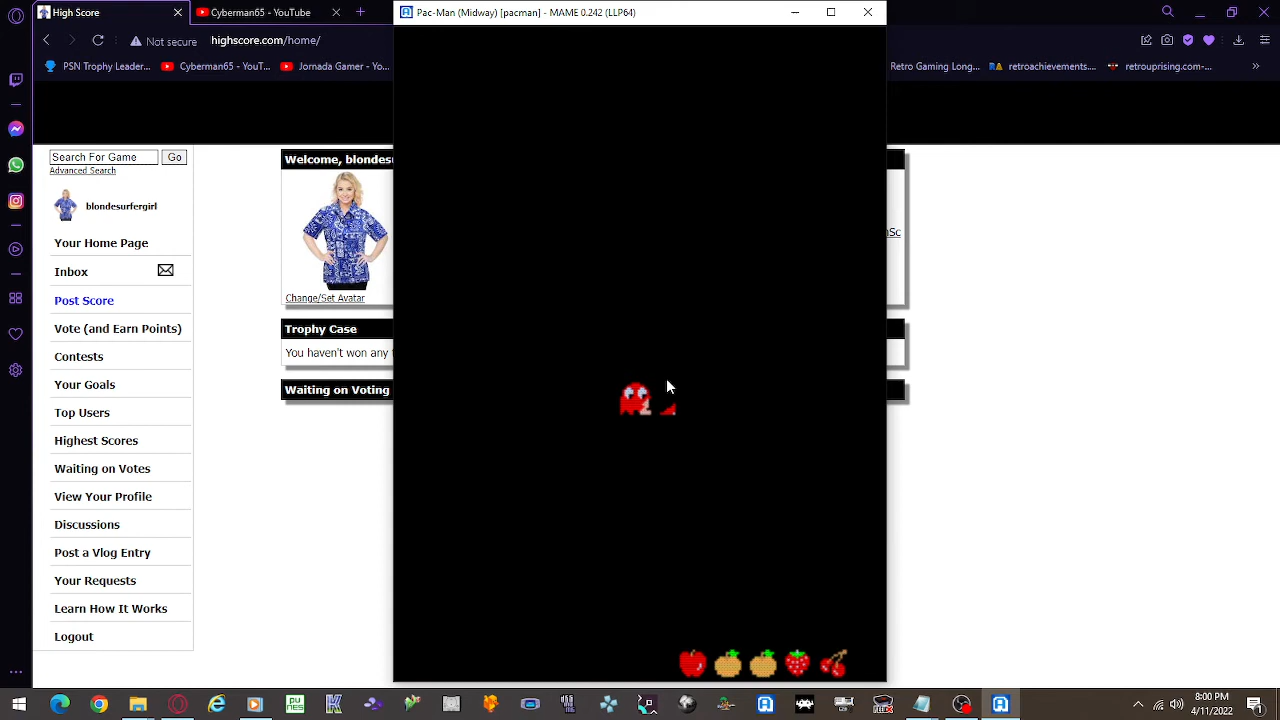 High Score
Cyberman65 - YouTube
Pac-Man (Midway) [pacman] - MAME 0.242 (LLP64)
Not secure
highscore.com/home/
PSN Trophy Leader...
Cyberman65 - YouT...
Jornada Gamer - Yo...
Retro Gaming Long...
RA
retroachievements....
retrouprising.com-...
Search For Game
Go
Advanced Search
blondesurfergirl
Your Home Page
Inbox
Post Score
Vote (and Earn Points)
Contests
Your Goals
Top Users
Highest Scores
Waiting on Votes
View Your Profile
Discussions
Post a Vlog Entry
Your Requests
Learn How It Works
Logout
Welcome, blondesu
Change/Set Avatar
Trophy Case
You haven't won any
Waiting on Voting
8:00 PM
4/11/2022
1